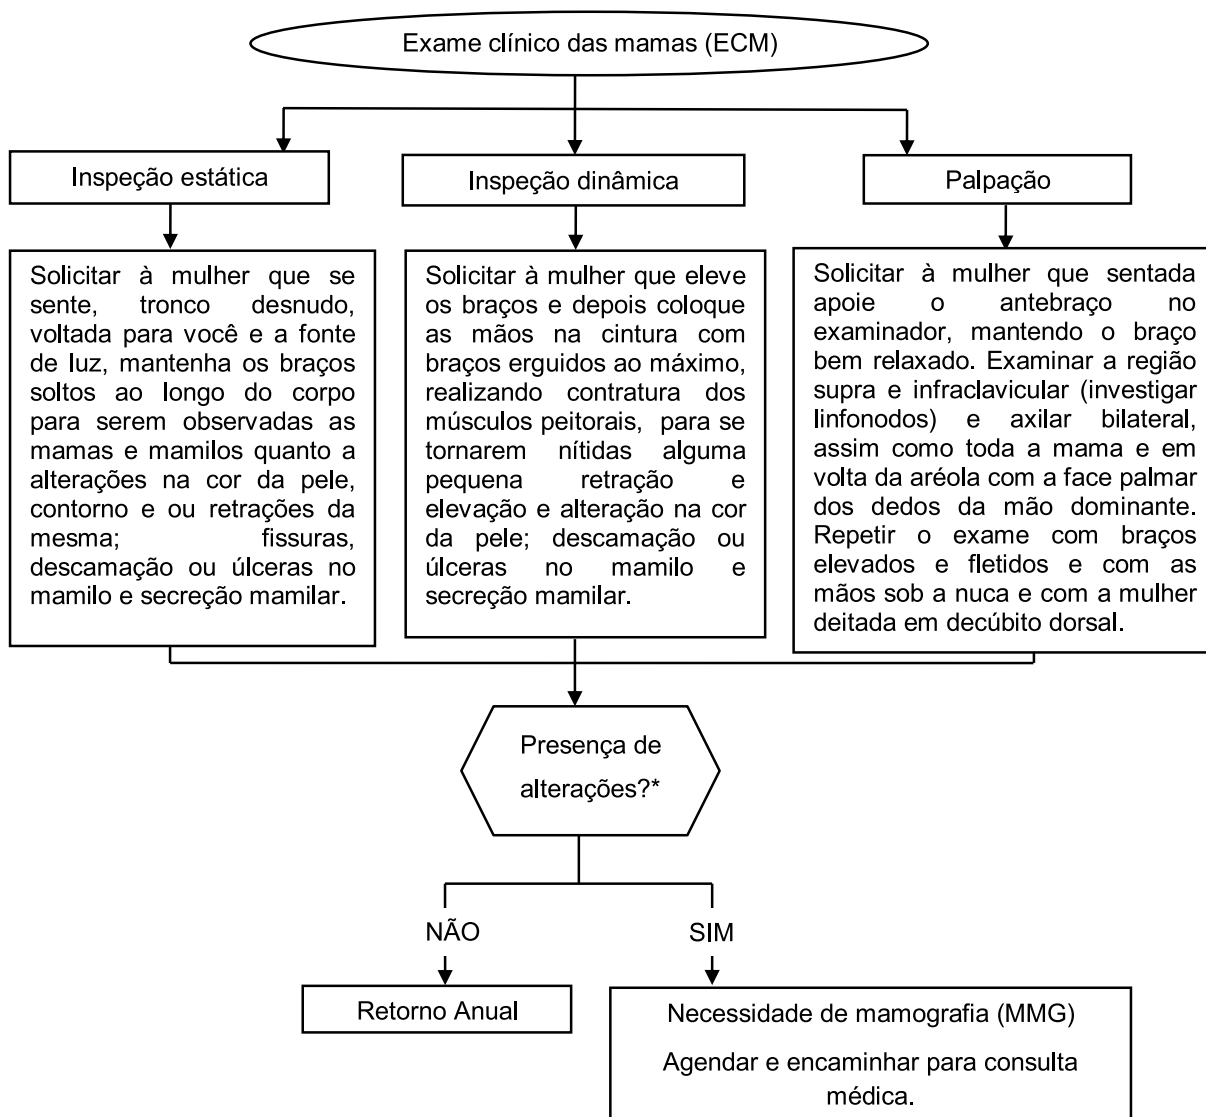 Exame clínico das mamas (ECM)
Inspeção estática
Inspeção dinâmica
Palpação
Solicitar à mulher que se
sente, tronco desnudo,
voltada para você e a fonte
de luz, mantenha os braços
soltos ao longo do corpo
para serem observadas as
mamas e mamilos quanto a
alterações na cor da pele,
contorno e ou retrações da
mesma; fissuras,
descamação ou úlceras no
mamilo e secreção mamilar.
Solicitar à mulher que eleve
os braços e depois coloque
as mãos na cintura com
braços erguidos ao máximo,
realizando contratura dos
músculos peitorais, para se
tornarem nítidas alguma
pequena retração e
elevação e alteração na cor
da pele; descamação ou
úlceras no mamilo e
secreção mamilar.
Solicitar à mulher que sentada
apoie o antebraço no
examinador, mantendo o braço
bem relaxado. Examinar a região
supra e infraclavicular (investigar
linfonodos) e axilar bilateral,
assim como toda a mama e em
volta da aréola com a face palmar
dos dedos da mão dominante.
Repetir o exame com braços
elevados e fletidos e com as
mãos sob a nuca e com a mulher
deitada em decúbito dorsal.
Presença de
alterações?*
NÃO
SIM
Retorno Anual
Necessidade de mamografia (MMG)
Agendar e encaminhar para consulta
médica.